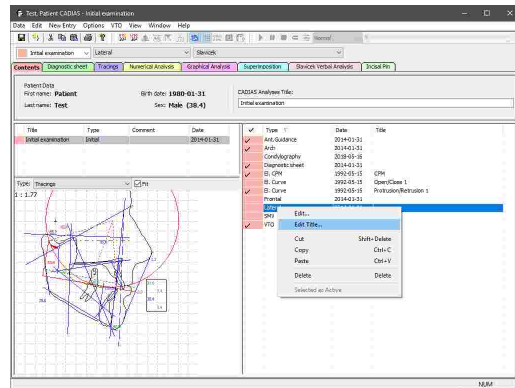 Test, Patient CADIAS - Initial examination
Date Edit New Entry Options VTO View Window Help
Normal
Initial examination Lateral Slavicek
Contents Diagnostic sheet Tracings Numerical Analysis Graphical Analysis Superimposition Slavicek Verbal Analysis Incisal Pin
Patient Data
First name: Patient Birth date: 1980-01-31 CADIAS Analyses Title:
Last name: Test Sex: Male (38.4) Initial examination
Title Type Comment Date
Initial examination Initial 2014-01-31
Type: Tracings Fit
1 : 1.77
Type Date Title
Ant. Guidance 2014-01-31
Arch 2014-01-31
Condylography 2018-05-16
Diagnostic sheet 2014-01-31
El. CPM 1992-05-15 CPM
El. Curve 1992-05-15 Open/Close 1
El. Curve 1992-05-15 Protrusion/Retrusion 1
Frontal 2014-01-31
VTO
Edit...
Edit Title...
Cut Shift+Delete
Copy Ctrl+C
Paste Ctrl+V
Delete Delete
Selected as Active
NUM